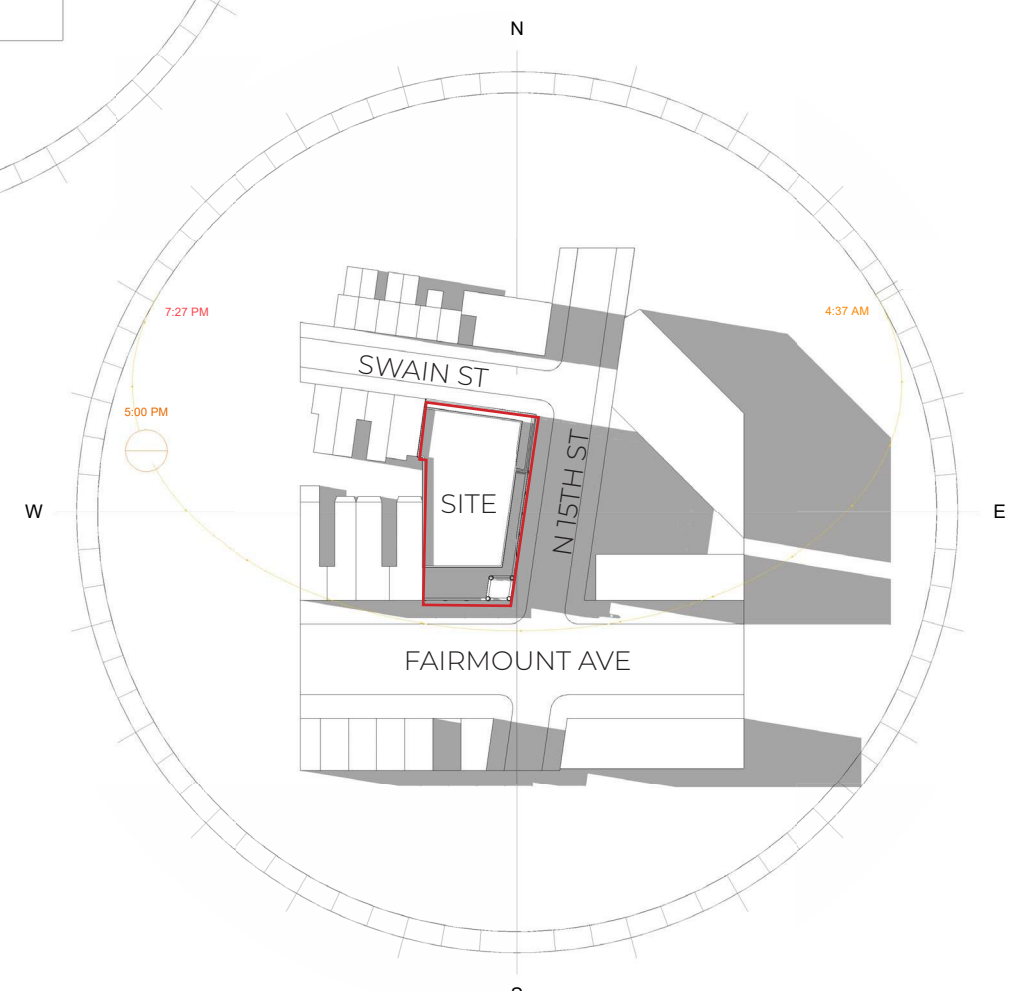 N
7:27 PM
4:37 AM
SWAIN ST
5:00 PM
N 15TH ST
SITE
W
E
FAIRMOUNT AVE
S